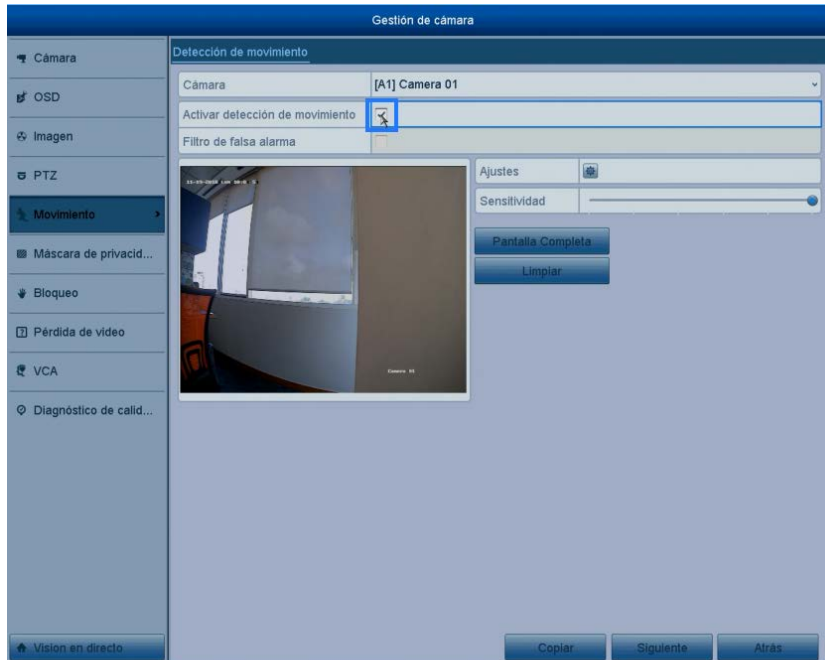 Gestión de cámara
Cámara
OSD
Imagen
PTZ
Movimiento
Máscara de privacid...
Bloqueo
Pérdida de video
VCA
Diagnóstico de calid...
Vision en directo
Detección de movimiento
Cámara [A1] Camera 01
Activar detección de movimiento
Filtro de falsa alarma
Camera 01
Ajustes
Sensitividad
Pantalla Completa
Limpiar
Copiar Siguiente Atrás